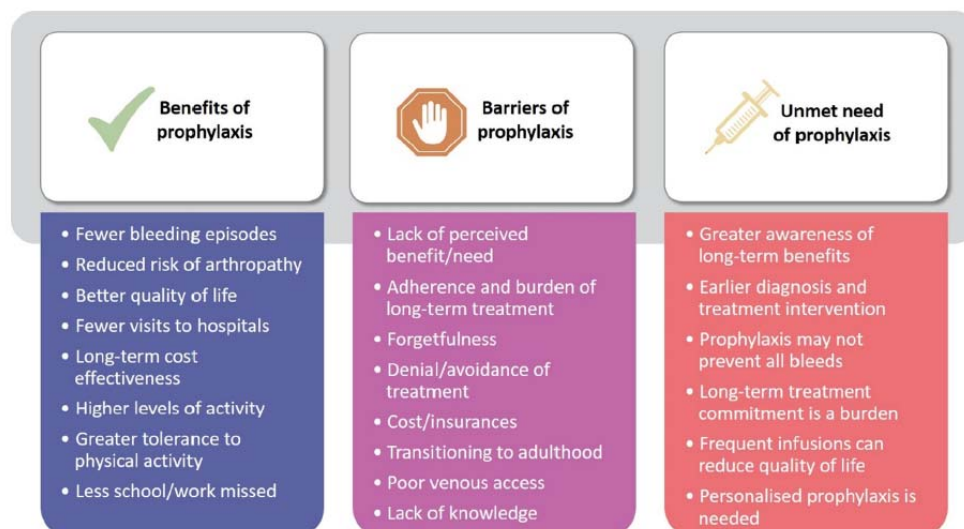 Benefits of
prophylaxis
• Fewer bleeding episodes
• Reduced risk of arthropathy
• Better quality of life
• Fewer visits to hospitals
• Long-term cost
effectiveness
• Higher levels of activity
• Greater tolerance to
physical activity
• Less school/work missed
Barriers of
prophylaxis
• Lack of perceived
benefit/need
• Adherence and burden of
long-term treatment
• Forgetfulness
• Denial/avoidance of
treatment
• Cost/insurances
• Transitioning to adulthood
• Poor venous access
• Lack of knowledge
Unmet need
of prophylaxis
• Greater awareness of
long-term benefits
• Earlier diagnosis and
treatment intervention
• Prophylaxis may not
prevent all bleeds
• Long-term treatment
commitment is a burden
• Frequent infusions can
reduce quality of life
• Personalised prophylaxis is
needed